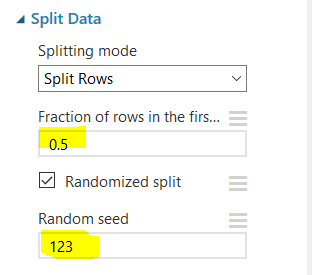 Split Data
Splitting mode
Split Rows
Fraction of rows in the firs...
0.5
Randomized split
Random seed
123